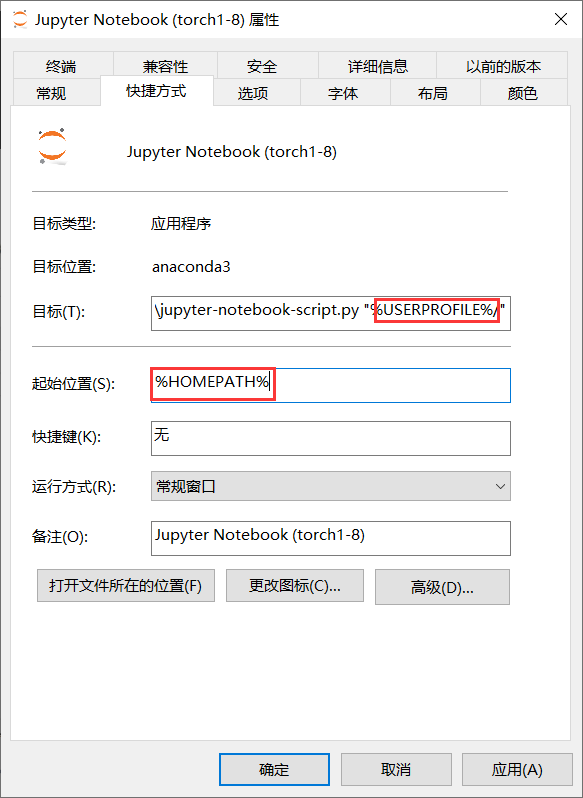 Jupyter Notebook (torch1-8) 属性
终端 兼容性 安全 详细信息 以前的版本
常规 快捷方式 选项 字体 布局 颜色
Jupyter Notebook (torch1-8)
目标类型: 应用程序
目标位置: anaconda3
目标(T): \jupyter-notebook-script.py "%USERPROFILE%/"
起始位置(S): %HOMEPATH%
快捷键(K): 无
运行方式(R): 常规窗口
备注(O): Jupyter Notebook (torch1-8)
打开文件所在的位置(F) 更改图标(C)... 高级(D)...
确定 取消 应用(A)